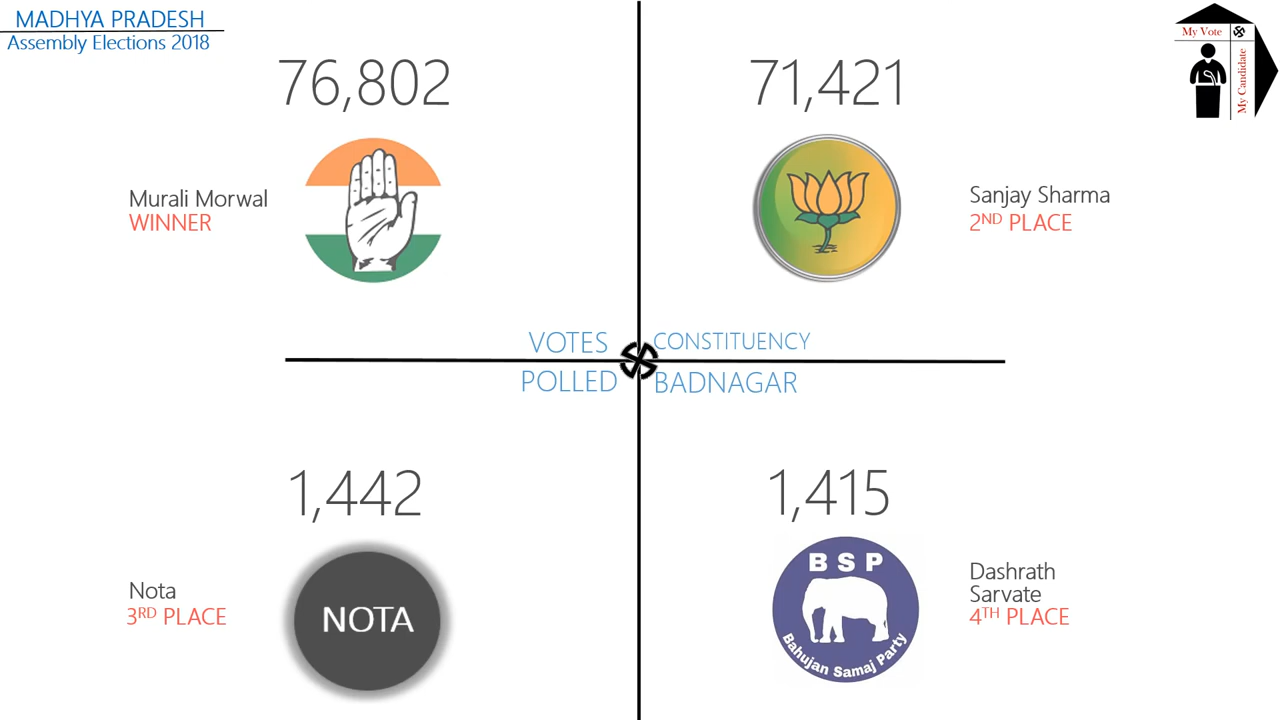 MADHYA PRADESH
Assembly Elections 2018
My Vote
My Candidate
76,802
Murali Morwal
WINNER
71,421
Sanjay Sharma
2ND PLACE
VOTES
POLLED
CONSTITUENCY
BADNAGAR
1,442
Nota
3RD PLACE
NOTA
1,415
BSP
Bahujan Samaj Party
Dashrath
Sarvate
4TH PLACE